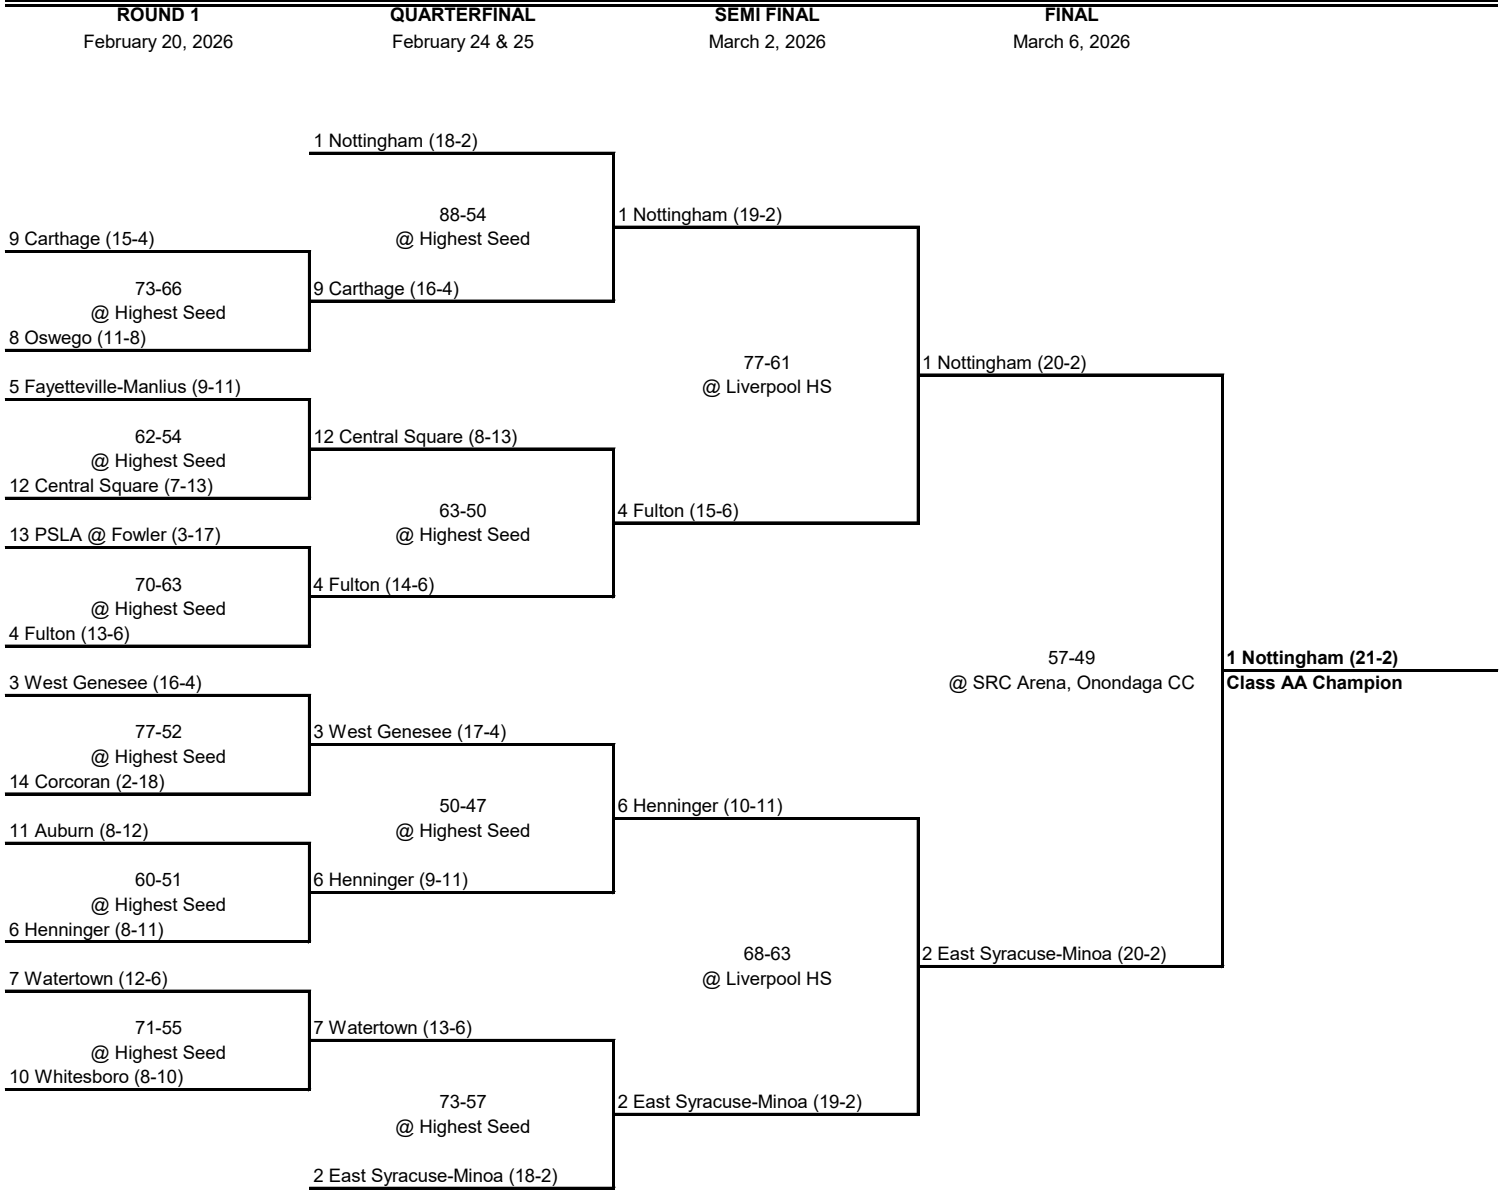 ROUND 1
February 20, 2026
QUARTERFINAL
February 24 & 25
SEMI FINAL
March 2, 2026
FINAL
March 6, 2026
9 Carthage (15-4)
73-66
@ Highest Seed
8 Oswego (11-8)
5 Fayetteville-Manlius (9-11)
62-54
@ Highest Seed
12 Central Square (7-13)
13 PSLA @ Fowler (3-17)
70-63
@ Highest Seed
4 Fulton (13-6)
3 West Genesee (16-4)
77-52
@ Highest Seed
14 Corcoran (2-18)
11 Auburn (8-12)
60-51
@ Highest Seed
6 Henninger (8-11)
7 Watertown (12-6)
71-55
@ Highest Seed
10 Whitesboro (8-10)
1 Nottingham (18-2)
88-54
@ Highest Seed
9 Carthage (16-4)
12 Central Square (8-13)
63-50
@ Highest Seed
4 Fulton (14-6)
3 West Genesee (17-4)
50-47
@ Highest Seed
6 Henninger (9-11)
7 Watertown (13-6)
73-57
@ Highest Seed
2 East Syracuse-Minoa (18-2)
1 Nottingham (19-2)
77-61
@ Liverpool HS
4 Fulton (15-6)
6 Henninger (10-11)
68-63
@ Liverpool HS
2 East Syracuse-Minoa (19-2)
1 Nottingham (20-2)
57-49
@ SRC Arena, Onondaga CC
2 East Syracuse-Minoa (20-2)
1 Nottingham (21-2)
Class AA Champion